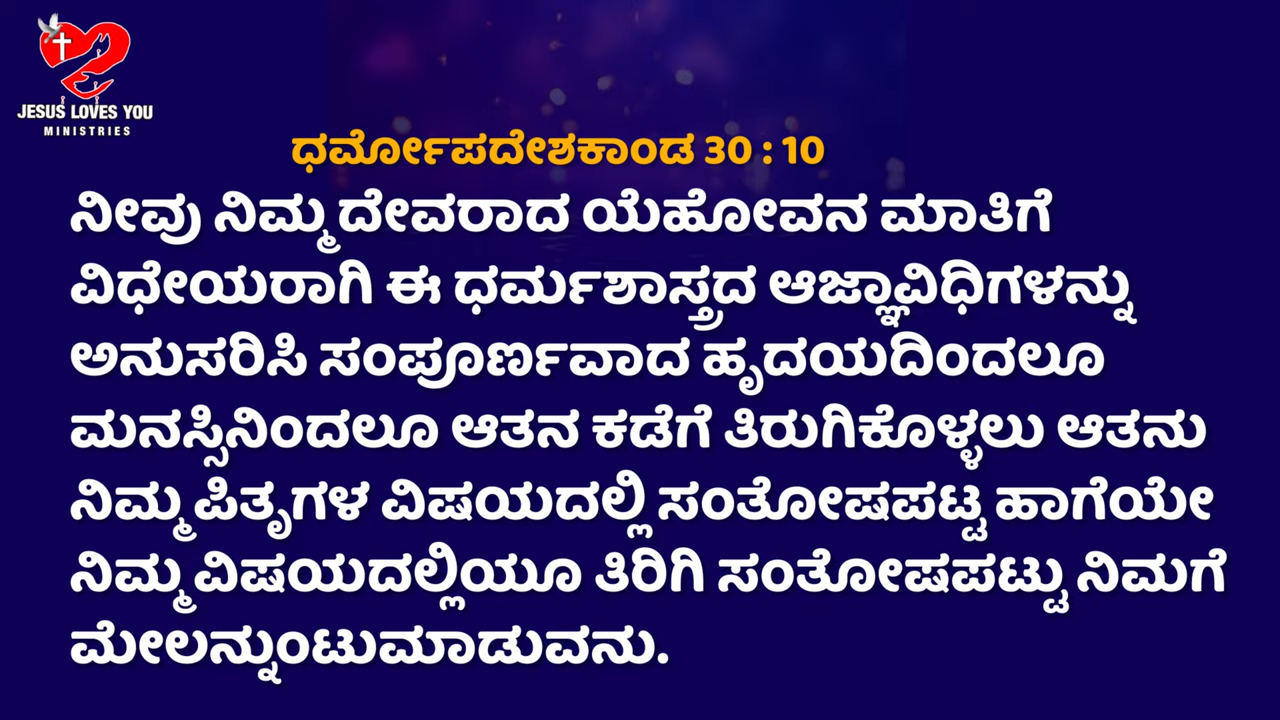 JESUS LOVES YOU
MINISTRIES
ಧರ್ಮೋಪದೇಶಕಾಂಡ 30 : 10
ನೀವು ನಿಮ್ಮ ದೇವರಾದ ಯೆಹೋವನ ಮಾತಿಗೆ
ವಿಧೇಯರಾಗಿ ಈ ಧರ್ಮಶಾಸ್ತ್ರದ ಆಜ್ಞಾವಿಧಿಗಳನ್ನು
ಅನುಸರಿಸಿ ಸಂಪೂರ್ಣವಾದ ಹೃದಯದಿಂದಲೂ
ಮನಸ್ಸಿನಿಂದಲೂ ಆತನ ಕಡೆಗೆ ತಿರುಗಿಕೊಳ್ಳಲು ಆತನು
ನಿಮ್ಮ ಪಿತೃಗಳ ವಿಷಯದಲ್ಲಿ ಸಂತೋಷಪಟ್ಟ ಹಾಗೆಯೇ
ನಿಮ್ಮ ವಿಷಯದಲ್ಲಿಯೂ ತಿರಿಗಿ ಸಂತೋಷಪಟ್ಟು ನಿಮಗೆ
ಮೇಲನ್ನುಂಟುಮಾಡುವನು.